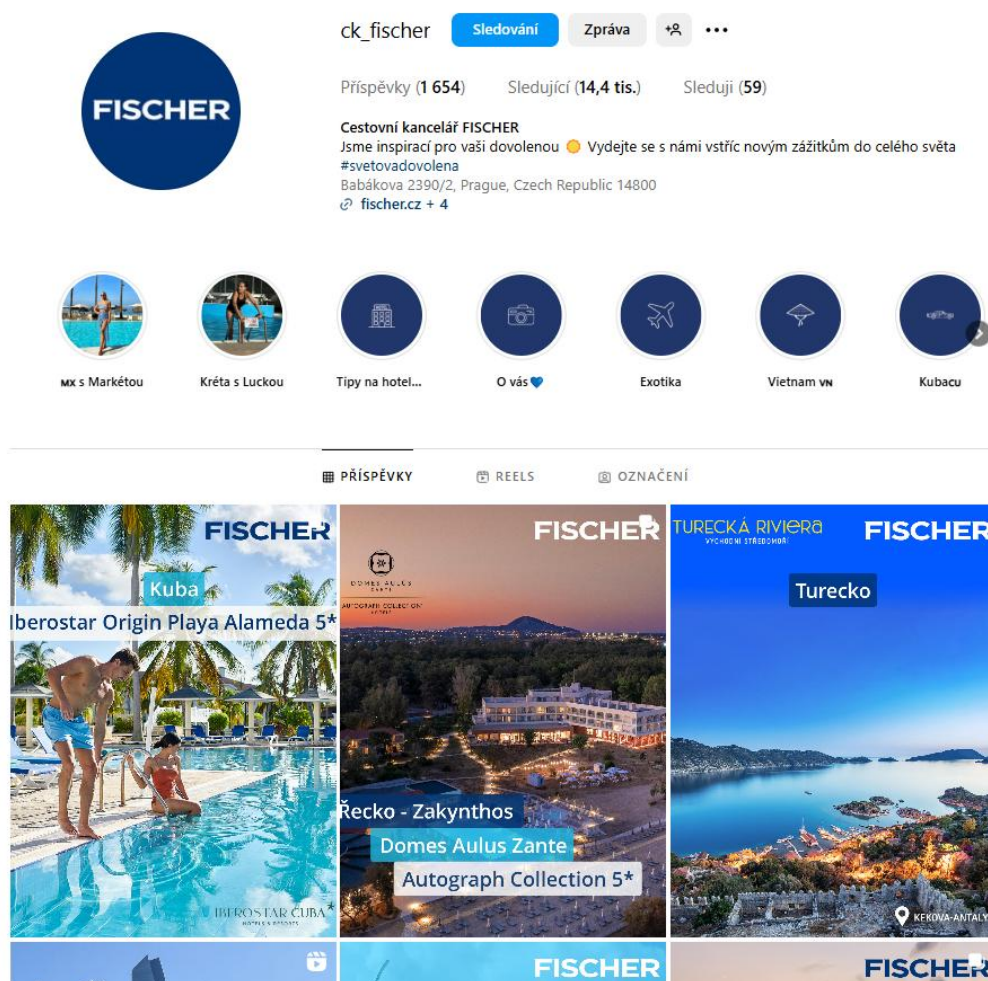 ck_fischer Sledování Zpráva
FISCHER
Příspěvky (1 654) Sledující (14,4 tis.) Sleduji (59)
Cestovní kancelář FISCHER
Jsme inspirací pro vaši dovolenou Vydejte se s námi vstříc novým zážitkům do celého světa
#svetovadovolena
Babákova 2390/2, Prague, Czech Republic 14800
fischer.cz + 4
MX s Markétou Kréta s Luckou Tipy na hotel... O vás Exotika Vietnam VN Kubacu
PŘÍSPĚVKY REELS OZNAČENÍ
FISCHER
Kuba
Iberostar Origin Playa Alameda 5*
IBEROSTAR CUBA*
HOTELS & RESORTS
FISCHER
DOMES AULUS
ZANTE
AUTOGRAPH COLLECTION
HOTELS
Řecko - Zakynthos
Domes Aulus Zante
Autograph Collection 5*
TURECKÁ RIVIERA FISCHER
VÝCHODNÍ STŘEDOMOŘÍ
Turecko
KEKOVA-ANTALY
FISCHER
FISCHER